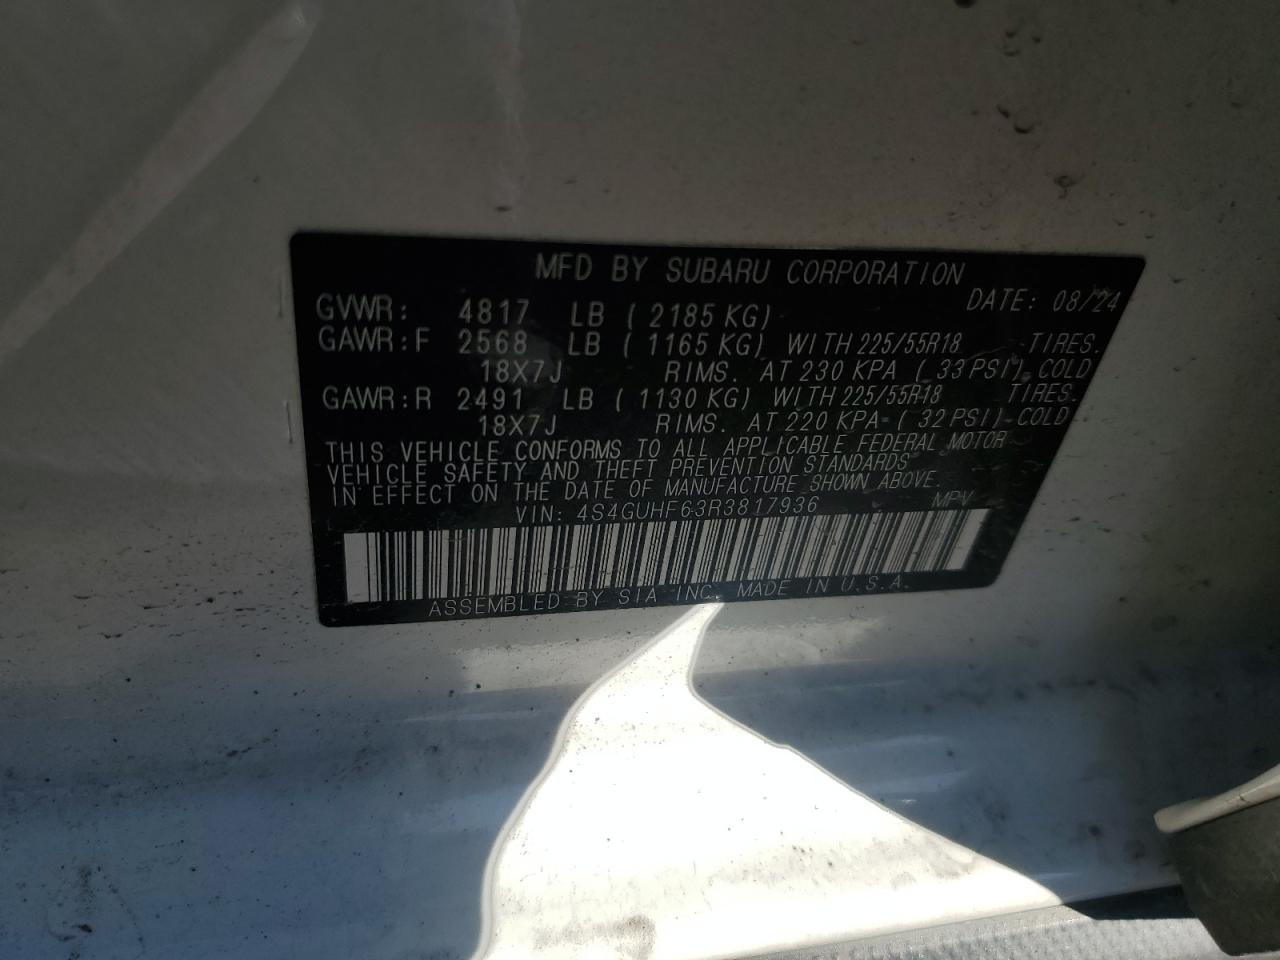 MFD BY SUBARU CORPORATION
DATE: 08/24
GVWR: 4817 LB ( 2185 KG)
GAWR: F 2568 LB ( 1165 KG) WITH 225/55R18 TIRES.
18X7J RIMS. AT 230 KPA ( 33 PSI) COLD
GAWR: R 2491 LB ( 1130 KG) WITH 225/55R18 TIRES.
18X7J RIMS. AT 220 KPA ( 32 PSI) COLD
THIS VEHICLE CONFORMS TO ALL APPLICABLE FEDERAL MOTOR
VEHICLE SAFETY AND THEFT PREVENTION STANDARDS
IN EFFECT ON THE DATE OF MANUFACTURE SHOWN ABOVE.
VIN: 4S4GUHF63R3817936 MPV
ASSEMBLED BY SIA INC. MADE IN U.S.A.